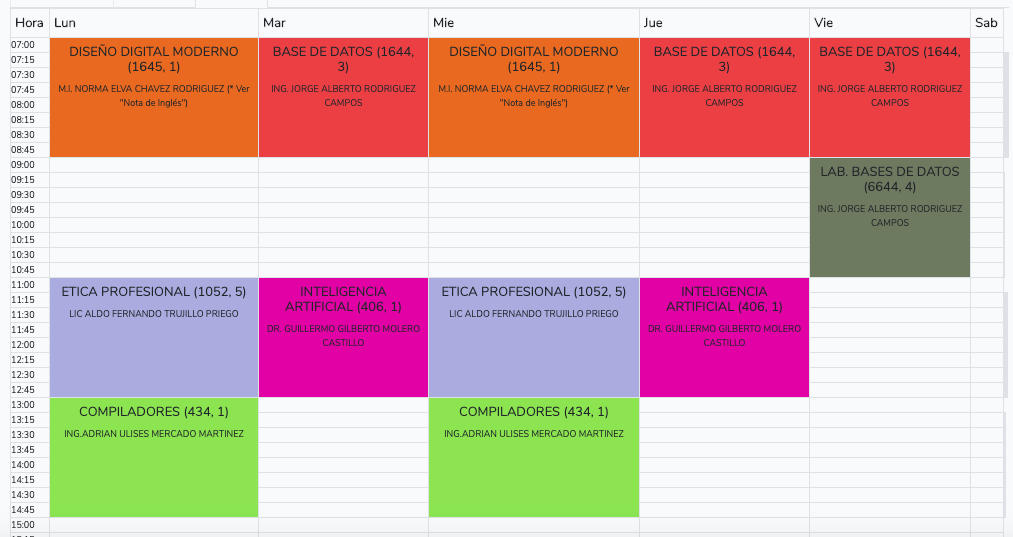 Hora Lun Mar Mie Jue Vie Sab
07:00
07:15
07:30
07:45
08:00
08:15
08:30
08:45
DISEÑO DIGITAL MODERNO
(1645, 1)
M.I. NORMA ELVA CHAVEZ RODRIGUEZ (* Ver
"Nota de Inglés")
BASE DE DATOS (1644,
3)
ING. JORGE ALBERTO RODRIGUEZ
CAMPOS
DISEÑO DIGITAL MODERNO
(1645, 1)
M.I. NORMA ELVA CHAVEZ RODRIGUEZ (* Ver
"Nota de Inglés")
BASE DE DATOS (1644,
3)
ING. JORGE ALBERTO RODRIGUEZ
CAMPOS
BASE DE DATOS (1644,
3)
ING. JORGE ALBERTO RODRIGUEZ
CAMPOS
09:00
09:15
09:30
09:45
10:00
10:15
10:30
10:45
LAB. BASES DE DATOS
(6644, 4)
ING. JORGE ALBERTO RODRIGUEZ
CAMPOS
11:00
11:15
11:30
11:45
12:00
12:15
12:30
12:45
ETICA PROFESIONAL (1052, 5)
LIC ALDO FERNANDO TRUJILLO PRIEGO
INTELIGENCIA
ARTIFICIAL (406, 1)
DR. GUILLERMO GILBERTO MOLERO
CASTILLO
ETICA PROFESIONAL (1052, 5)
LIC ALDO FERNANDO TRUJILLO PRIEGO
INTELIGENCIA
ARTIFICIAL (406, 1)
DR. GUILLERMO GILBERTO MOLERO
CASTILLO
13:00
13:15
13:30
13:45
14:00
14:15
14:30
14:45
COMPILADORES (434, 1)
ING.ADRIAN ULISES MERCADO MARTINEZ
COMPILADORES (434, 1)
ING.ADRIAN ULISES MERCADO MARTINEZ
15:00